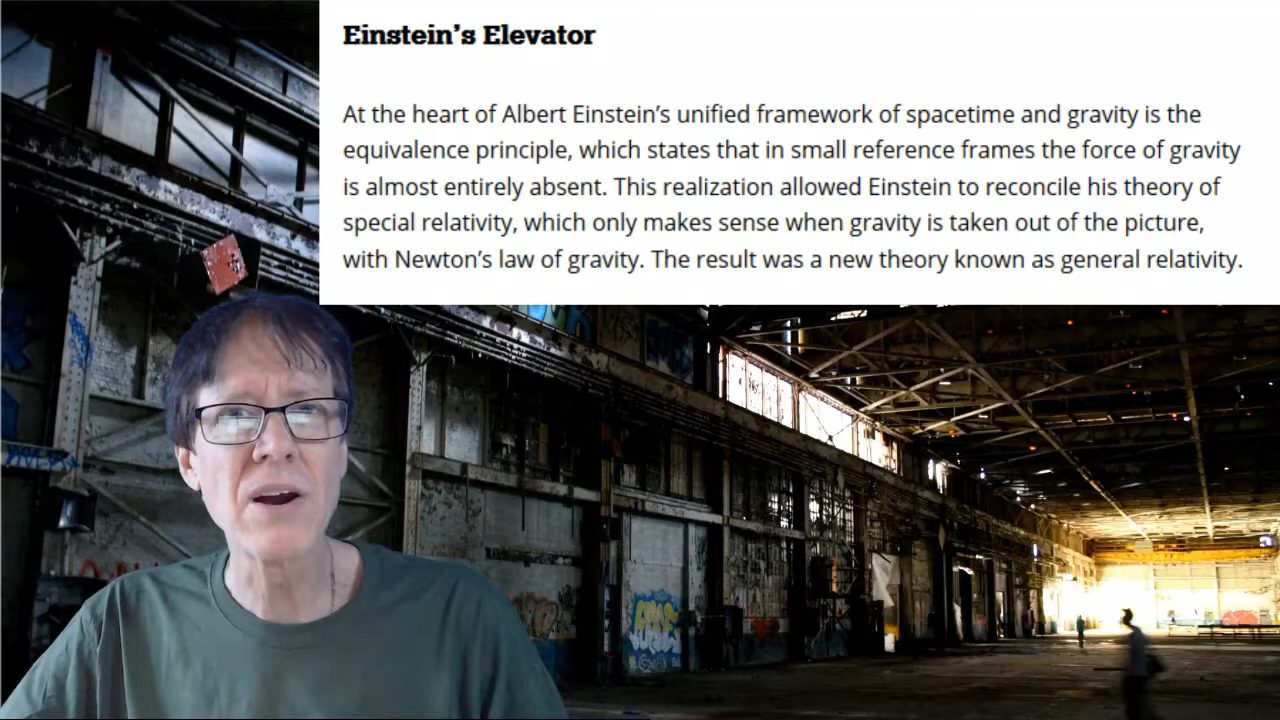 Einstein’s Elevator
At the heart of Albert Einstein’s unified framework of spacetime and gravity is the
equivalence principle, which states that in small reference frames the force of gravity
is almost entirely absent. This realization allowed Einstein to reconcile his theory of
special relativity, which only makes sense when gravity is taken out of the picture,
with Newton’s law of gravity. The result was a new theory known as general relativity.